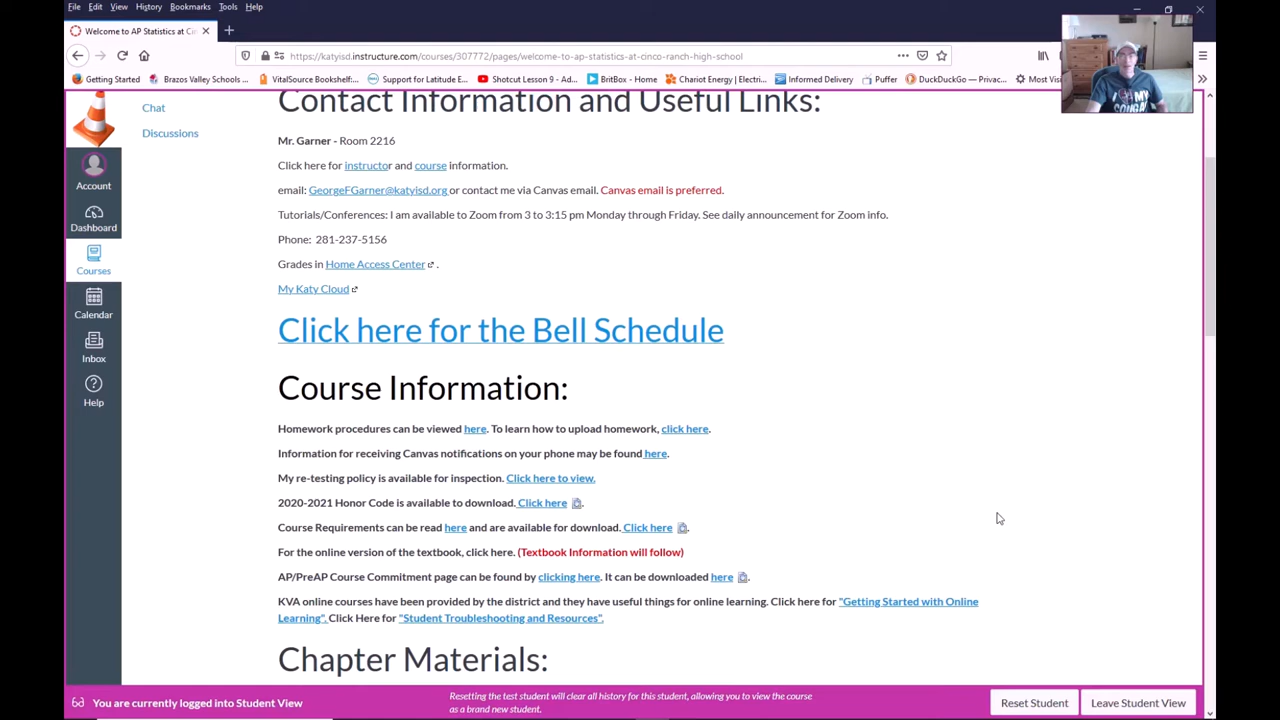 File Edit View History Bookmarks Tools Help
Welcome to AP Statistics at Cin
https://katyisd.instructure.com/courses/307772/pages/welcome-to-ap-statistics-at-cinco-ranch-high-school
Getting Started Brazos Valley Schools ... VitalSource Bookshelf:... Support for Latitude E... Shotcut Lesson 9 - Ad... BritBox - Home Chariot Energy | Electri... Informed Delivery Puffer DuckDuckGo — Privac... Most Visi
Chat
Discussions
Account
Dashboard
Courses
Calendar
Inbox
Help
Contact Information and Useful Links:
Mr. Garner - Room 2216
Click here for instructor and course information.
email: GeorgeFGarner@katyisd.org or contact me via Canvas email. Canvas email is preferred.
Tutorials/Conferences: I am available to Zoom from 3 to 3:15 pm Monday through Friday. See daily announcement for Zoom info.
Phone: 281-237-5156
Grades in Home Access Center .
My Katy Cloud
Click here for the Bell Schedule
Course Information:
Homework procedures can be viewed here. To learn how to upload homework, click here.
Information for receiving Canvas notifications on your phone may be found here.
My re-testing policy is available for inspection. Click here to view.
2020-2021 Honor Code is available to download. Click here .
Course Requirements can be read here and are available for download. Click here .
For the online version of the textbook, click here. (Textbook Information will follow)
AP/PreAP Course Commitment page can be found by clicking here. It can be downloaded here .
KVA online courses have been provided by the district and they have useful things for online learning. Click here for "Getting Started with Online
Learning". Click Here for "Student Troubleshooting and Resources".
Chapter Materials:
You are currently logged into Student View
Resetting the test student will clear all history for this student, allowing you to view the course
as a brand new student.
Reset Student
Leave Student View